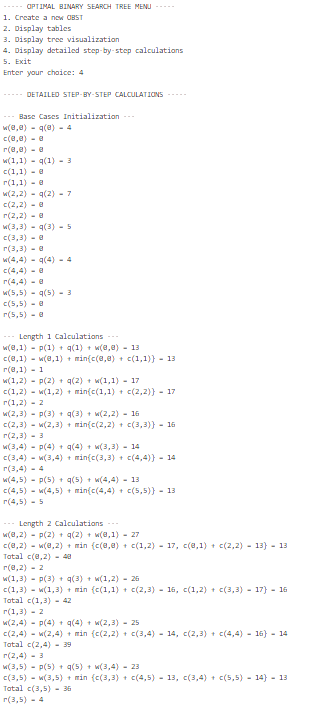 ----- OPTIMAL BINARY SEARCH TREE MENU -----
1. Create a new OBST
2. Display tables
3. Display tree visualization
4. Display detailed step-by-step calculations
5. Exit
Enter your choice: 4
----- DETAILED STEP-BY-STEP CALCULATIONS -----
--- Base Cases Initialization ---
w(0,0) = q(0) = 4
c(0,0) = 0
r(0,0) = 0
w(1,1) = q(1) = 3
c(1,1) = 0
r(1,1) = 0
w(2,2) = q(2) = 7
c(2,2) = 0
r(2,2) = 0
w(3,3) = q(3) = 5
c(3,3) = 0
r(3,3) = 0
w(4,4) = q(4) = 4
c(4,4) = 0
r(4,4) = 0
w(5,5) = q(5) = 3
c(5,5) = 0
r(5,5) = 0
--- Length 1 Calculations ---
w(0,1) = p(1) + q(1) + w(0,0) = 13
c(0,1) = w(0,1) + min{c(0,0) + c(1,1)} = 13
r(0,1) = 1
w(1,2) = p(2) + q(2) + w(1,1) = 17
c(1,2) = w(1,2) + min{c(1,1) + c(2,2)} = 17
r(1,2) = 2
w(2,3) = p(3) + q(3) + w(2,2) = 16
c(2,3) = w(2,3) + min{c(2,2) + c(3,3)} = 16
r(2,3) = 3
w(3,4) = p(4) + q(4) + w(3,3) = 14
c(3,4) = w(3,4) + min{c(3,3) + c(4,4)} = 14
r(3,4) = 4
w(4,5) = p(5) + q(5) + w(4,4) = 13
c(4,5) = w(4,5) + min{c(4,4) + c(5,5)} = 13
r(4,5) = 5
--- Length 2 Calculations ---
w(0,2) = p(2) + q(2) + w(0,1) = 27
c(0,2) = w(0,2) + min {c(0,0) + c(1,2) = 17, c(0,1) + c(2,2) = 13} = 13
Total c(0,2) = 40
r(0,2) = 2
w(1,3) = p(3) + q(3) + w(1,2) = 26
c(1,3) = w(1,3) + min {c(1,1) + c(2,3) = 16, c(1,2) + c(3,3) = 17} = 16
Total c(1,3) = 42
r(1,3) = 2
w(2,4) = p(4) + q(4) + w(2,3) = 25
c(2,4) = w(2,4) + min {c(2,2) + c(3,4) = 14, c(2,3) + c(4,4) = 16} = 14
Total c(2,4) = 39
r(2,4) = 3
w(3,5) = p(5) + q(5) + w(3,4) = 23
c(3,5) = w(3,5) + min {c(3,3) + c(4,5) = 13, c(3,4) + c(5,5) = 14} = 13
Total c(3,5) = 36
r(3,5) = 4